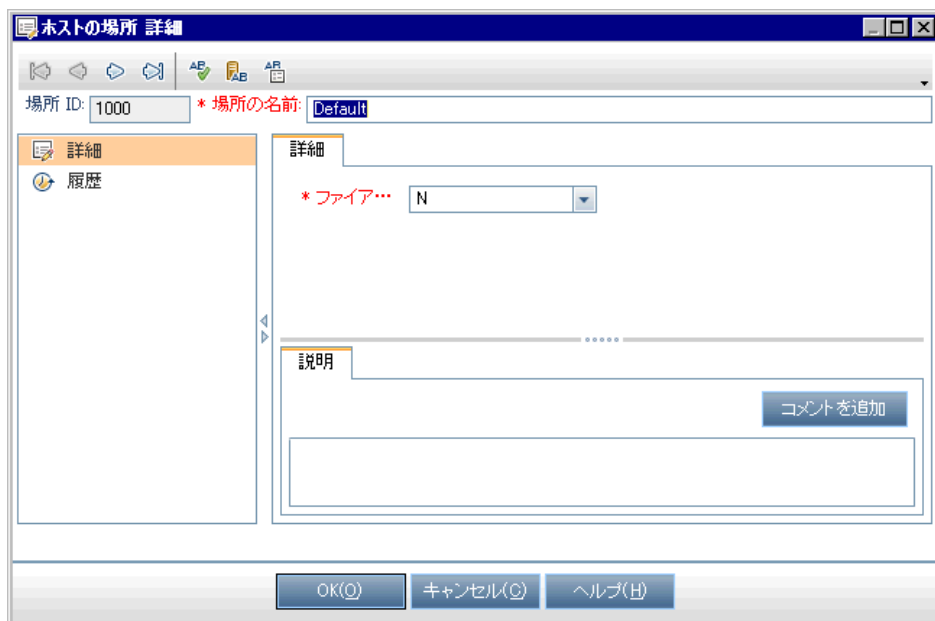 ホストの場所 詳細
場所 ID: 1000 * 場所の名前: Default
詳細
履歴
詳細
* ファイア… N
説明
コメントを追加
OK(O) キャンセル(C) ヘルプ(H)